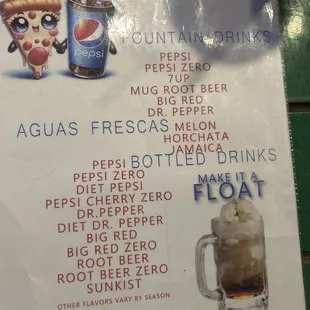 pepsi
FOUNTAIN DRINKS
PEPSI
PEPSI ZERO
7UP
MUG ROOT BEER
BIG RED
DR. PEPPER
AGUAS FRESCAS
MELON
HORCHATA
JAMAICA
BOTTLED DRINKS
PEPSI
PEPSI ZERO
DIET PEPSI
PEPSI CHERRY ZERO
DR.PEPPER
DIET DR. PEPPER
BIG RED
BIG RED ZERO
ROOT BEER
ROOT BEER ZERO
SUNKIST
OTHER FLAVORS VARY BY SEASON
MAKE IT A
FLOAT